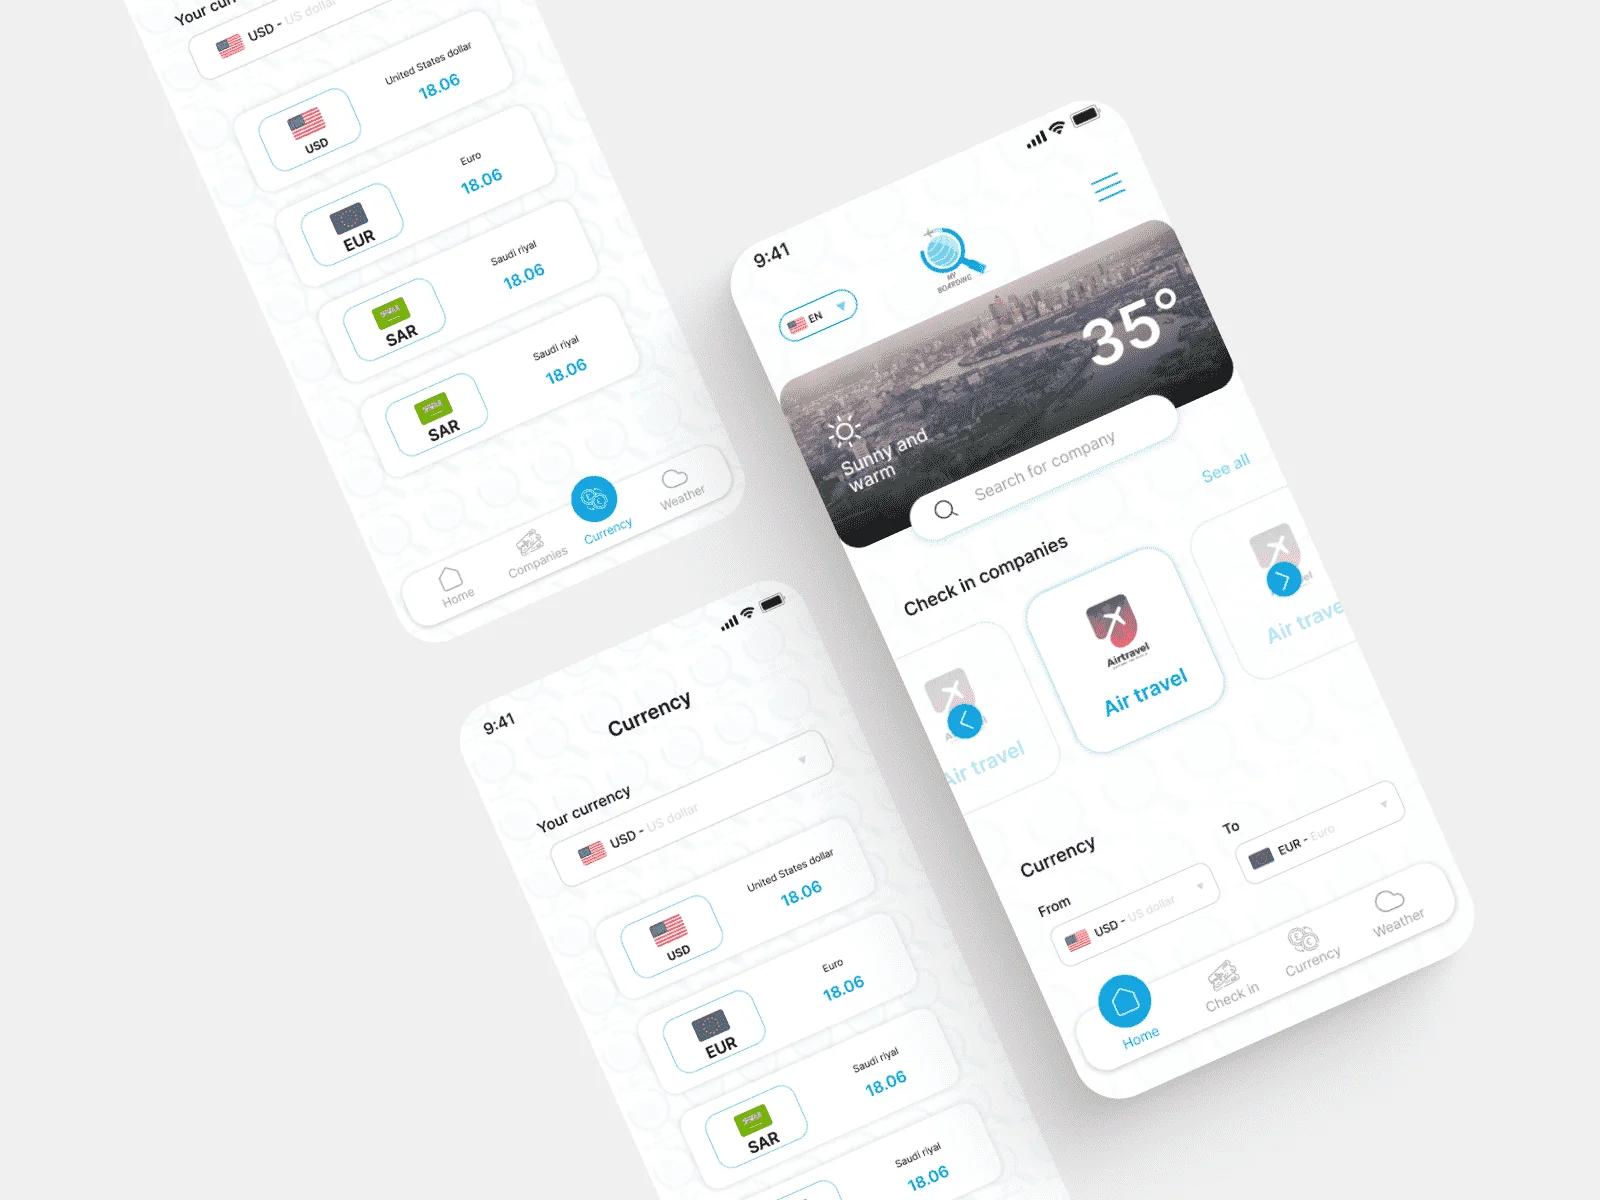 Your curr
USD - US dollar
United States dollar
18.06
USD
Euro
18.06
EUR
Saudi riyal
18.06
SAR
Saudi riyal
18.06
SAR
Home
Companies
Currency
Weather
9:41
Currency
Your currency
USD - US dollar
United States dollar
18.06
USD
Euro
18.06
EUR
Saudi riyal
18.06
SAR
Saudi riyal
18.06
9:41
EN
MY
BOARDING
35°
Sunny and
warm
Search for company
See all
Check in companies
Air travel
Airtravel
Air travel
Air trave
Currency
From
USD - US dollar
To
EUR - Euro
Home
Check in
Currency
Weather